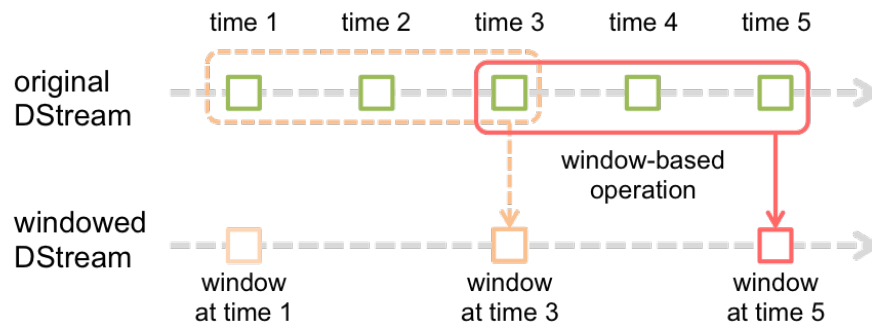 time 1 time 2 time 3 time 4 time 5
original
DStream
window-based
operation
windowed
DStream
window
at time 1
window
at time 3
window
at time 5